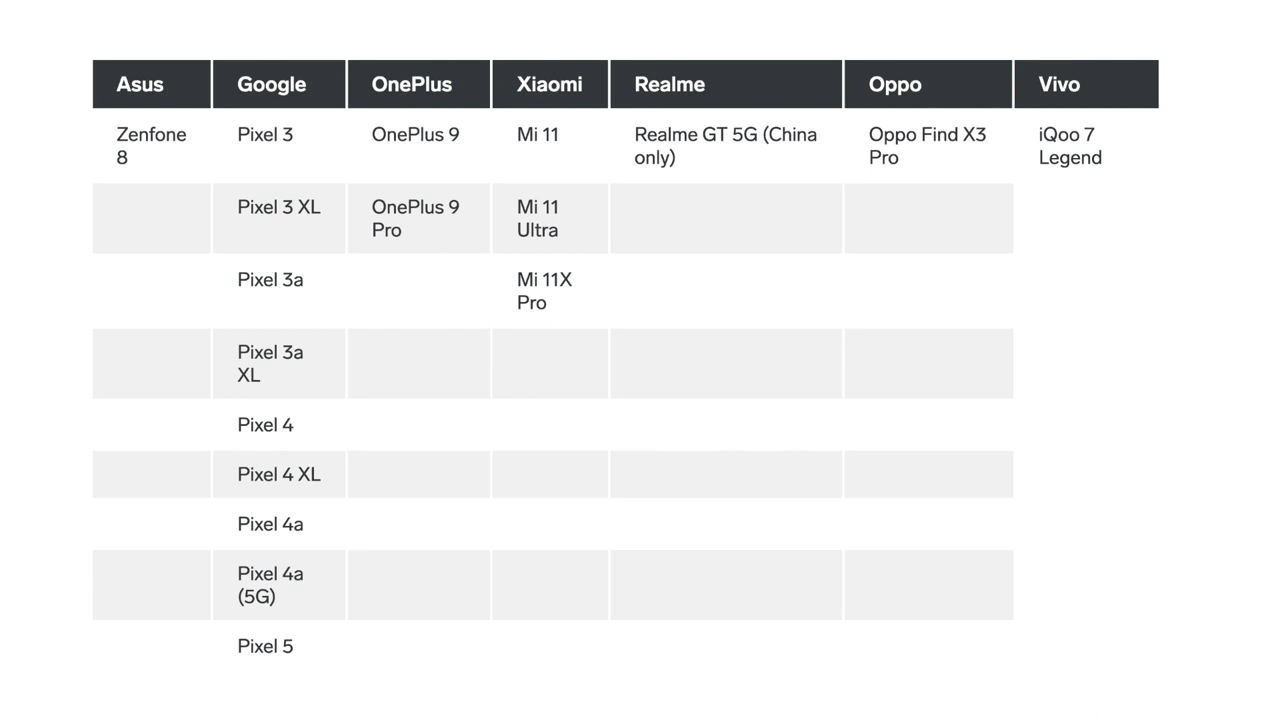 Asus Google OnePlus Xiaomi Realme Oppo Vivo
Zenfone 8 Pixel 3 OnePlus 9 Mi 11 Realme GT 5G (China only) Oppo Find X3 Pro iQoo 7 Legend
Pixel 3 XL OnePlus 9 Pro Mi 11 Ultra
Pixel 3a Mi 11X Pro
Pixel 3a XL
Pixel 4
Pixel 4 XL
Pixel 4a
Pixel 4a (5G)
Pixel 5